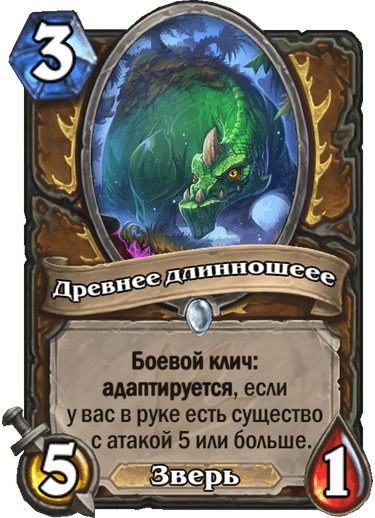 3
Древнее длинношеее
Боевой клич:
адаптируется, если
у вас в руке есть существо
с атакой 5 или больше.
5
Зверь
1